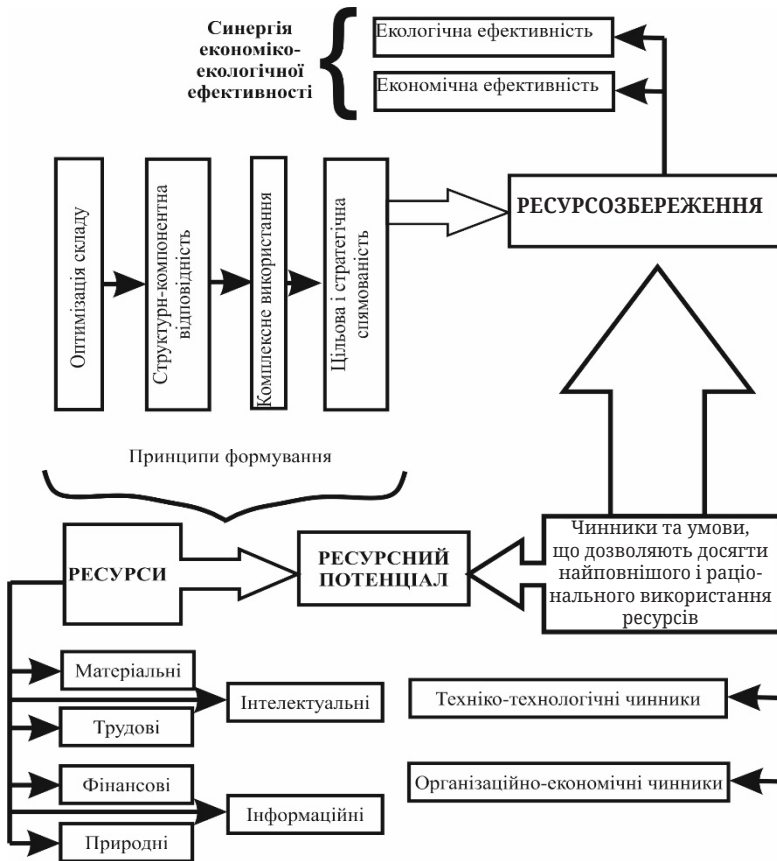 Синергія
економіко-
екологічної
ефективності
Екологічна ефективність
Економічна ефективність
РЕСУРСОЗБЕРЕЖЕННЯ
Оптимізація складу
Структурн-компонентна
відповідність
Комплексне використання
Цільова і стратегічна
спямованість
Принципи формування
РЕСУРСИ
РЕСУРСНИЙ
ПОТЕНЦІАЛ
Чинники та умови,
що дозволяють досягти
найповнішого і раціо-
нального використання
ресурсів
Матеріальні
Інтелектуальні
Трудові
Фінансові
Інформаційні
Природні
Техніко-технологічні чинники
Організаційно-економічні чинники